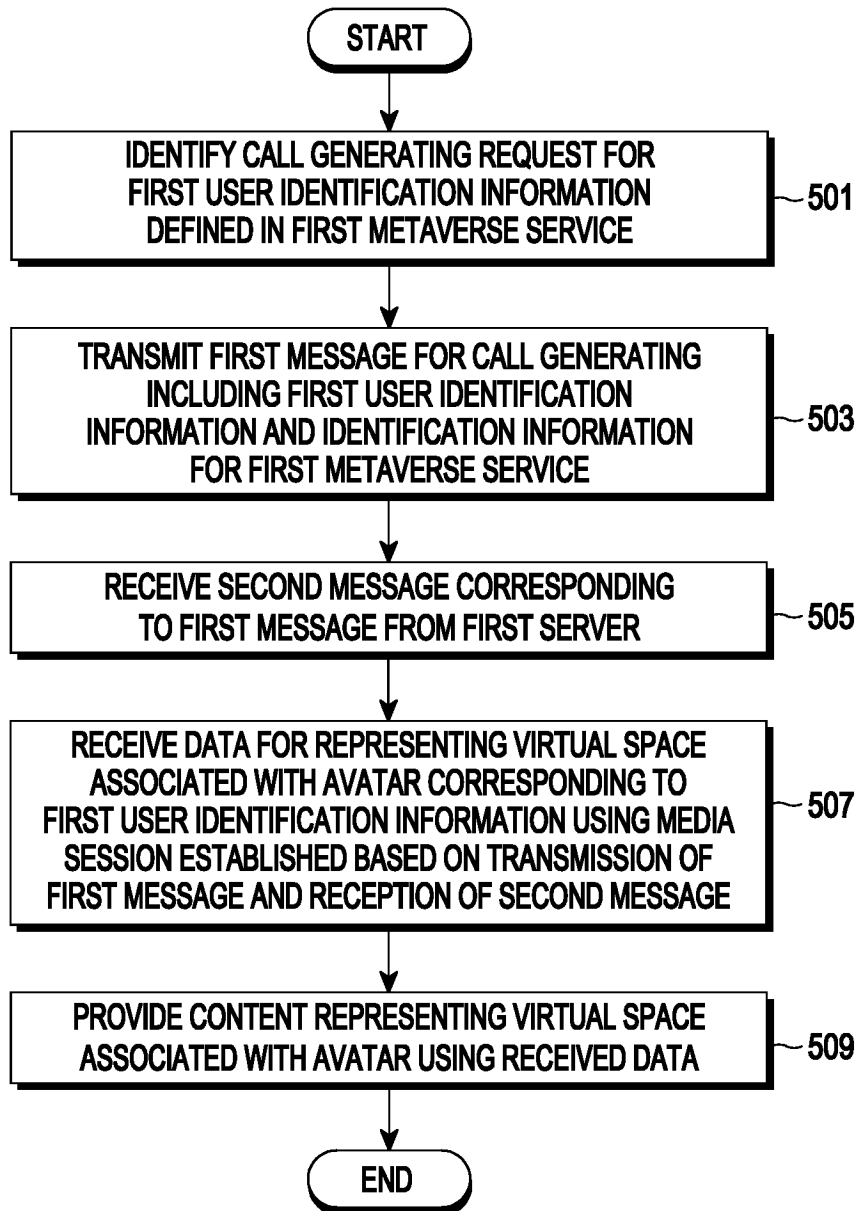 START
IDENTIFY CALL GENERATING REQUEST FOR
FIRST USER IDENTIFICATION INFORMATION
DEFINED IN FIRST METAVERSE SERVICE
501
TRANSMIT FIRST MESSAGE FOR CALL GENERATING
INCLUDING FIRST USER IDENTIFICATION
INFORMATION AND IDENTIFICATION INFORMATION
FOR FIRST METAVERSE SERVICE
503
RECEIVE SECOND MESSAGE CORRESPONDING
TO FIRST MESSAGE FROM FIRST SERVER
505
RECEIVE DATA FOR REPRESENTING VIRTUAL SPACE
ASSOCIATED WITH AVATAR CORRESPONDING TO
FIRST USER IDENTIFICATION INFORMATION USING MEDIA
SESSION ESTABLISHED BASED ON TRANSMISSION OF
FIRST MESSAGE AND RECEPTION OF SECOND MESSAGE
507
PROVIDE CONTENT REPRESENTING VIRTUAL SPACE
ASSOCIATED WITH AVATAR USING RECEIVED DATA
509
END